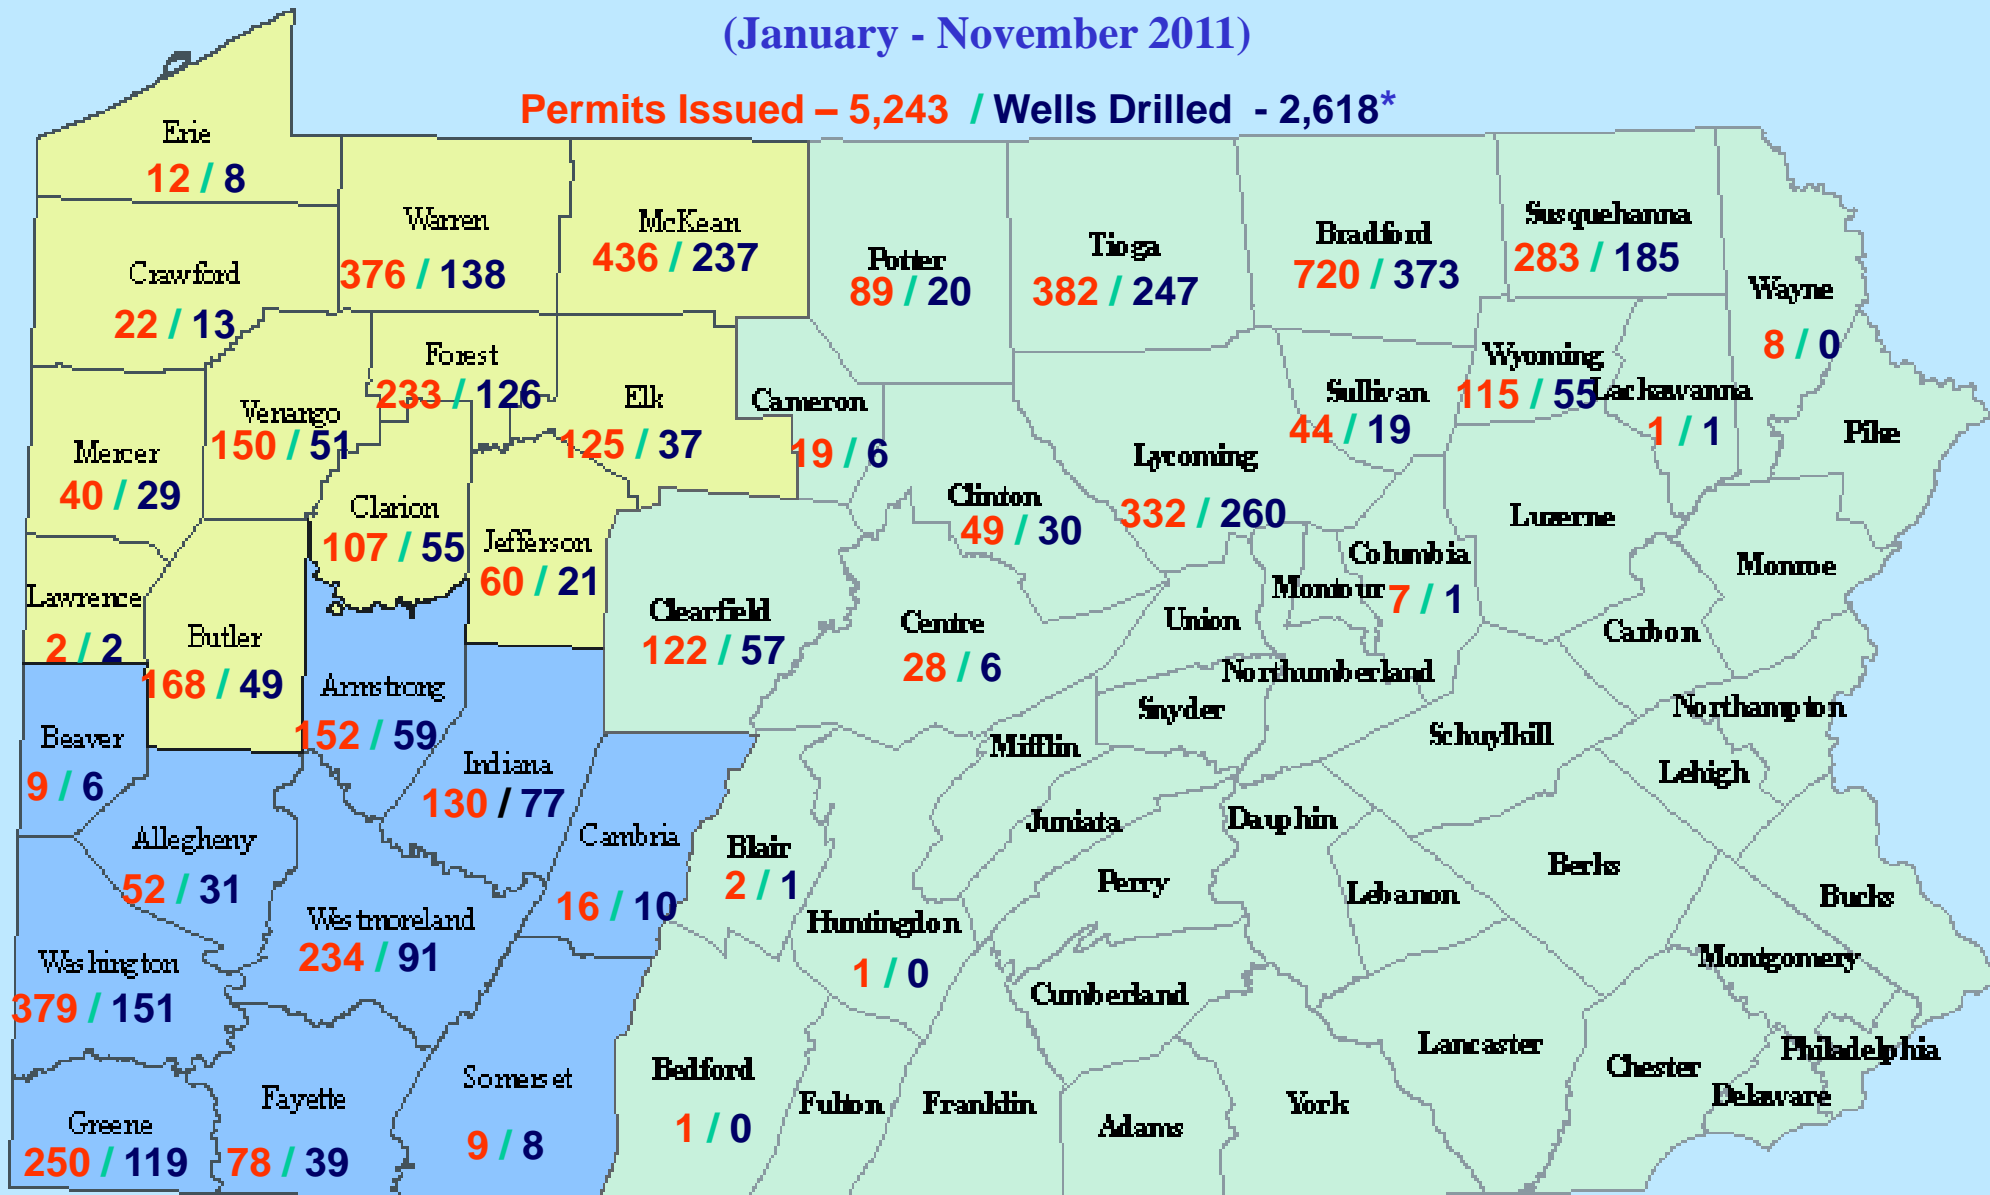 (January - November 2011)
Permits Issued – 5,243 / Wells Drilled - 2,618*
Erie
12 / 8
Warren
376 / 138
McKean
436 / 237
Potter
89 / 20
Tioga
382 / 247
Bradford
720 / 373
Susquehanna
283 / 185
Wayne
8 / 0
Crawford
22 / 13
Forest
233 / 126
Elk
125 / 37
Cameron
19 / 6
Venango
150 / 51
Mercer
40 / 29
Clarion
107 / 55
Jefferson
60 / 21
Clinton
49 / 30
Lycoming
332 / 260
Sullivan
44 / 19
Wyoming
115 / 55
Lackawanna
1 / 1
Pike
Luzerne
Columbia
7 / 1
Montour
Monroe
Lawrence
2 / 2
Butler
168 / 49
Clearfield
122 / 57
Centre
28 / 6
Union
Carbon
Northumberland
Snyder
Northampton
Armstrong
152 / 59
Beaver
9 / 6
Indiana
130 / 77
Mifflin
Schuylkill
Lehigh
Allegheny
52 / 31
Cambria
16 / 10
Blair
2 / 1
Juniata
Dauphin
Perry
Lebanon
Berks
Bucks
Westmoreland
234 / 91
Huntingdon
1 / 0
Washington
379 / 151
Cumberland
Montgomery
Lancaster
Chester
Philadelphia
Delaware
Somerset
9 / 8
Bedford
1 / 0
Fulton
Franklin
Adams
York
Greene
250 / 119
Fayette
78 / 39